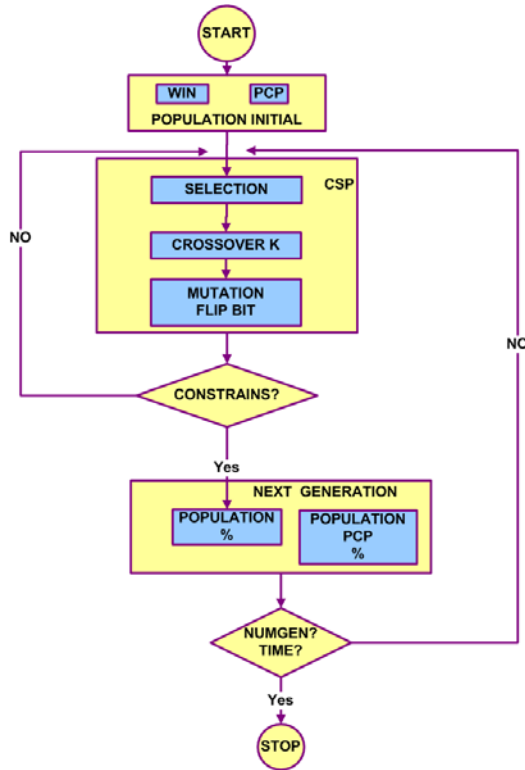 START
WIN PCP
POPULATION INITIAL
CSP
SELECTION
NO
CROSSOVER K
MUTATION
FLIP BIT
NO
CONSTRAINS?
Yes
NEXT GENERATION
POPULATION
%
POPULATION
PCP
%
NUMGEN?
TIME?
Yes
STOP